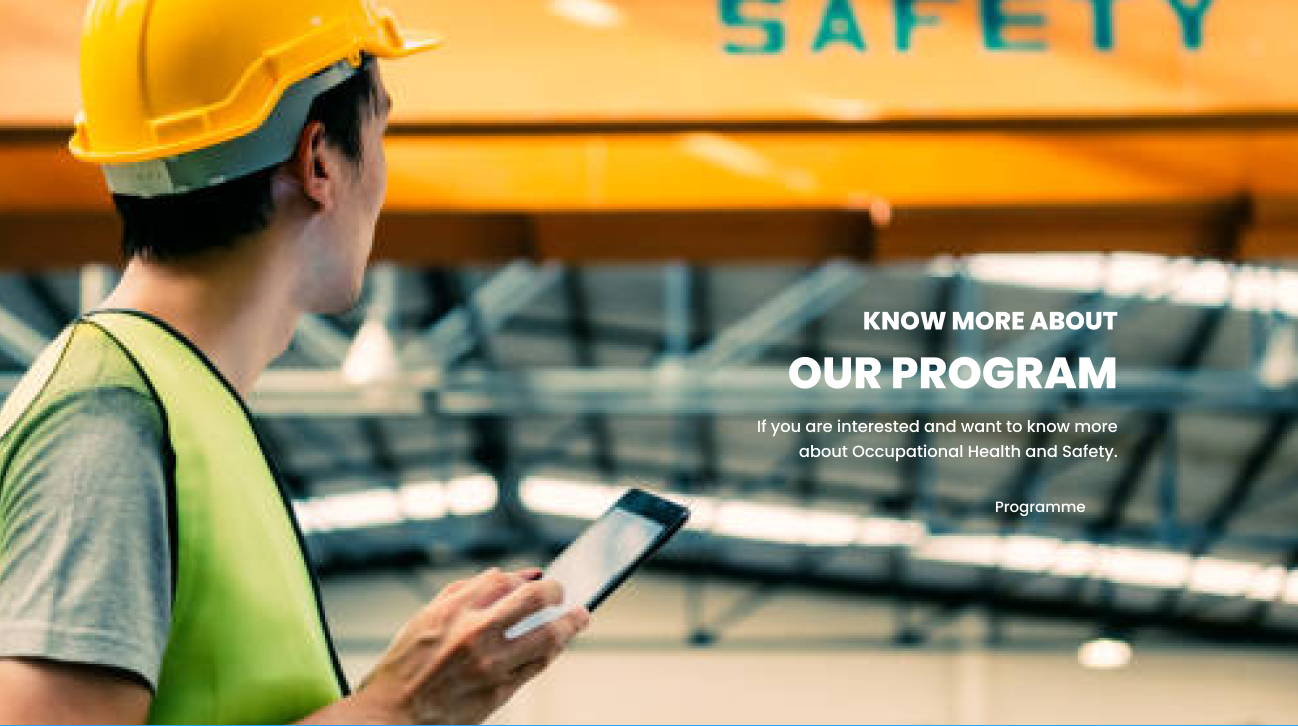 SAFETY
KNOW MORE ABOUT
OUR PROGRAM
If you are interested and want to know more
about Occupational Health and Safety.
Programme